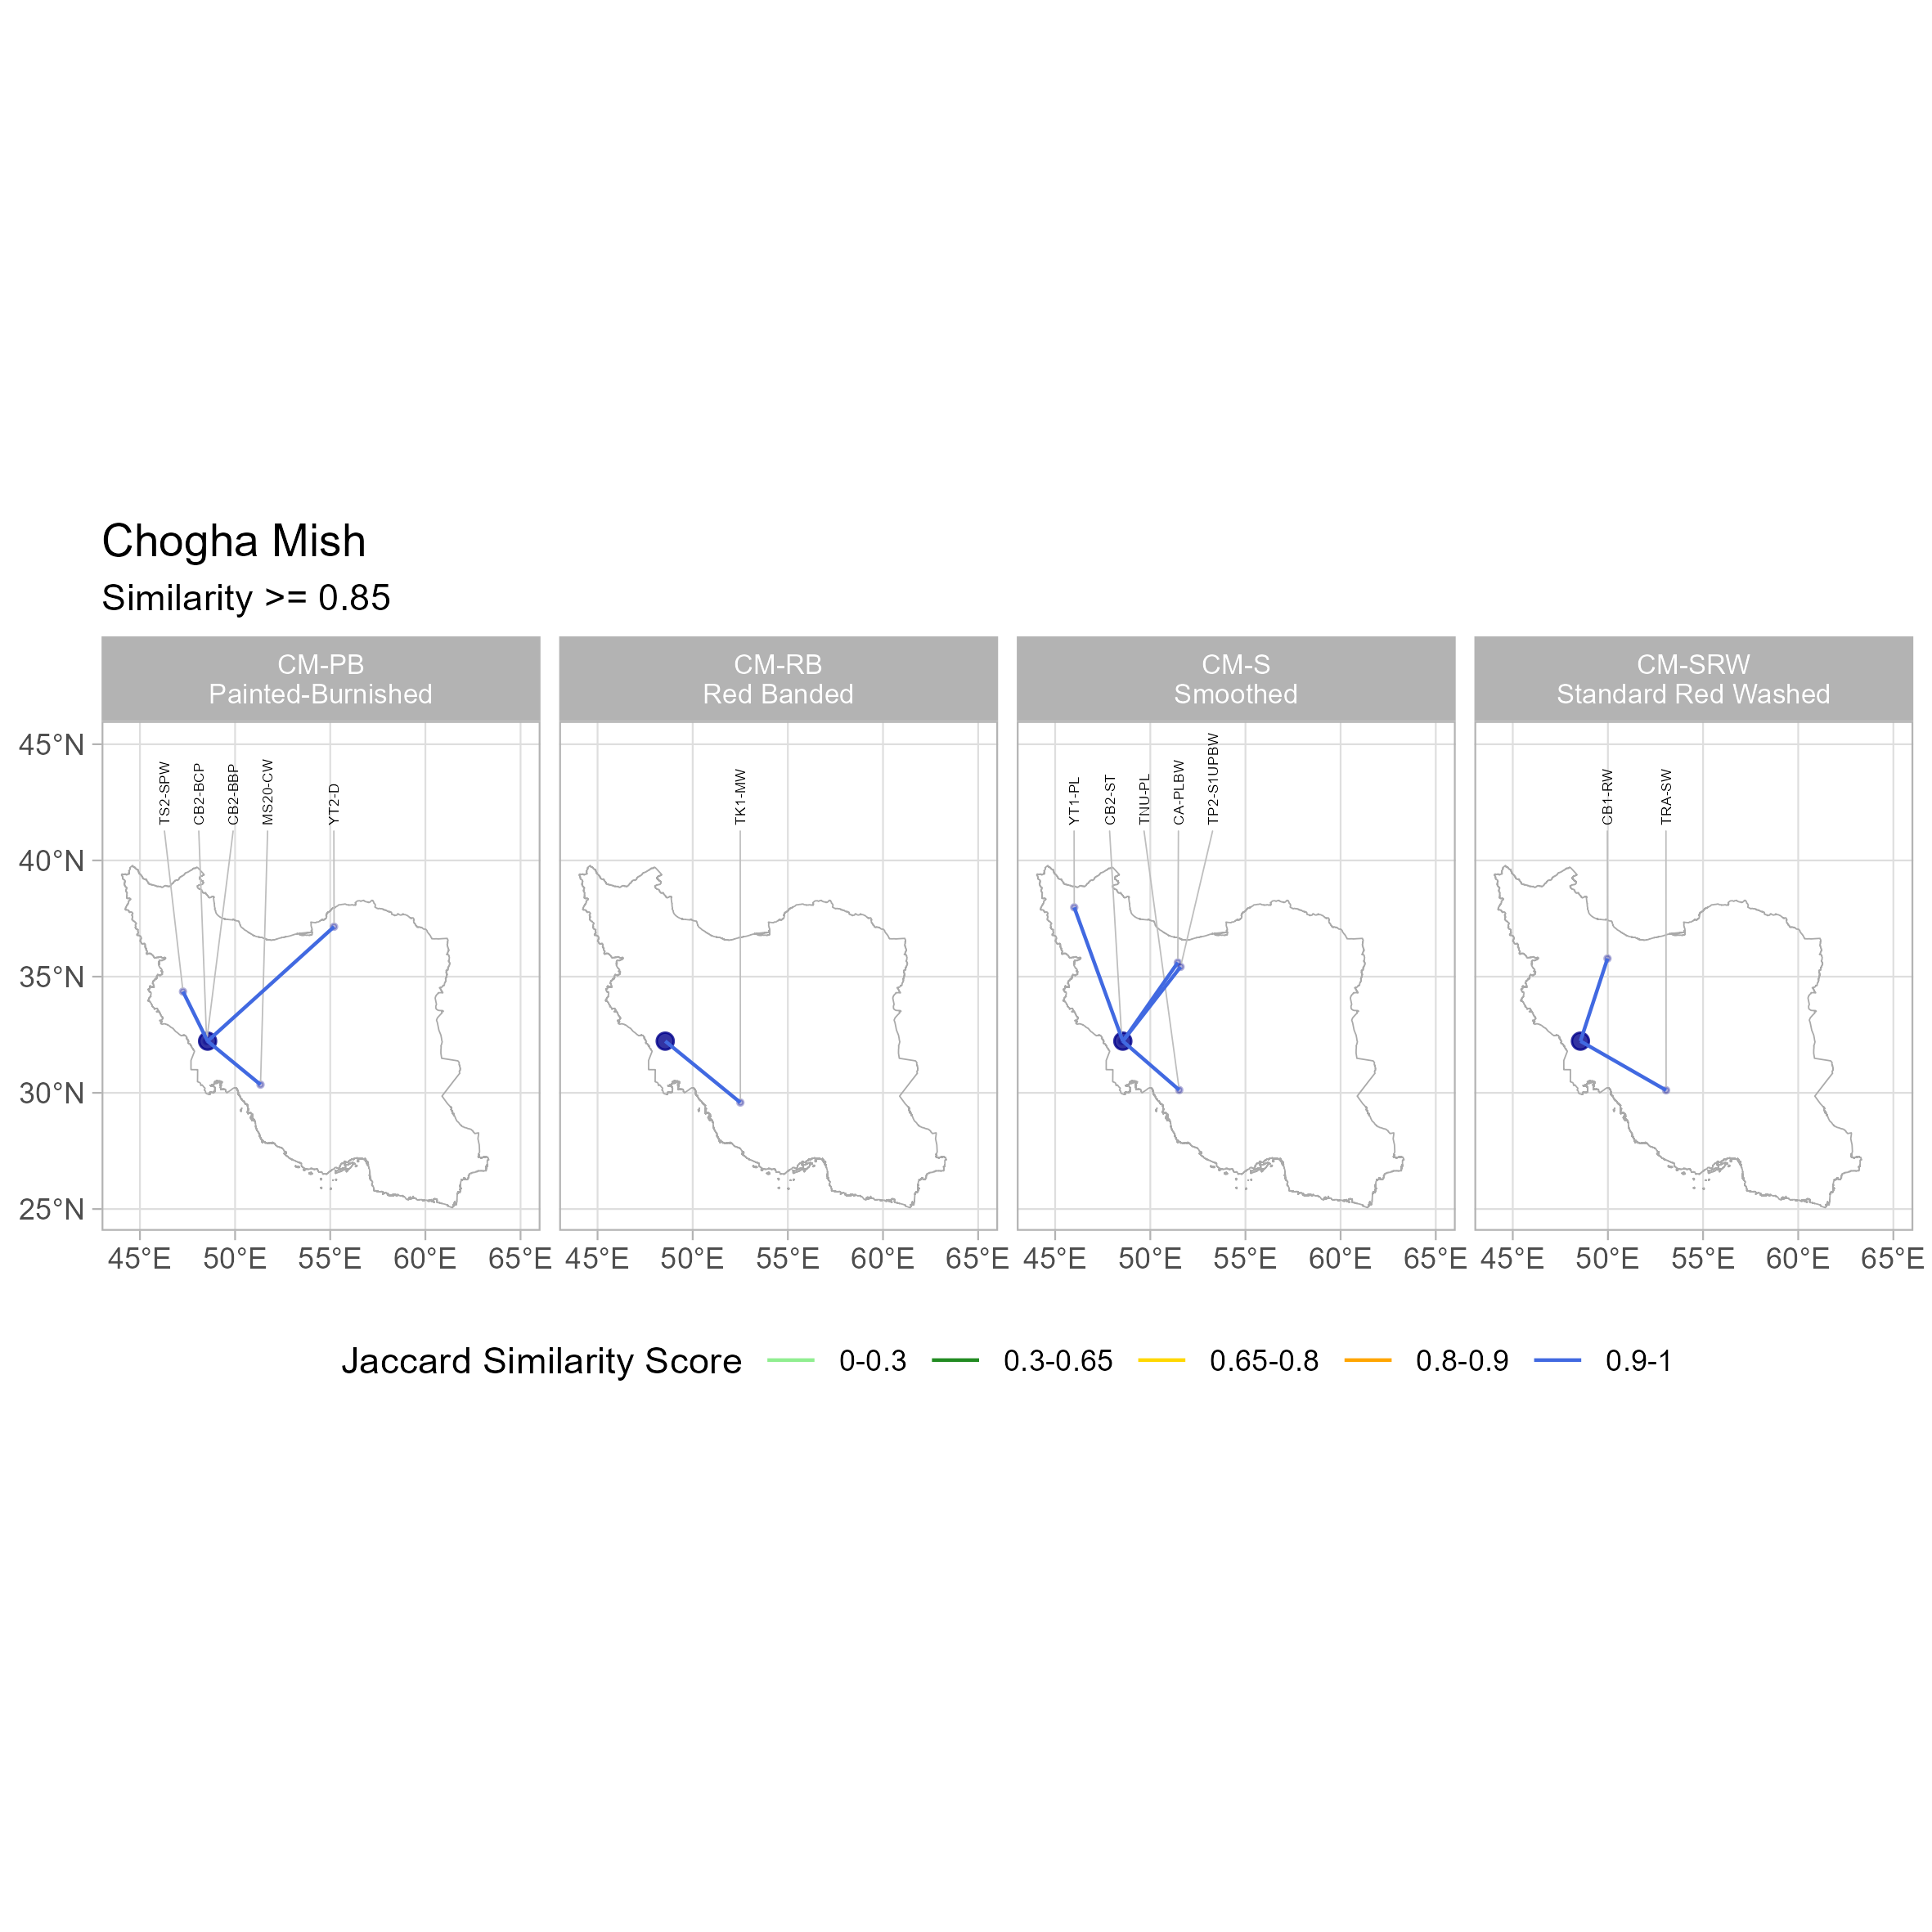 Chogha Mish
Similarity >= 0.85
CM-PB
Painted-Burnished
CM-RB
Red Banded
CM-S
Smoothed
CM-SRW
Standard Red Washed
TS2-SPW
CB2-BCP
CB2-BBP
MS20-CW
YT2-D
TK1-MW
YT1-PL
CB2-ST
TNU-PL
CA-PLBW
TP2-S1UPBW
CB1-RW
TRA-SW
45°N
40°N
35°N
30°N
25°N
45°E 50°E 55°E 60°E 65°E 45°E 50°E 55°E 60°E 65°E 45°E 50°E 55°E 60°E 65°E 45°E 50°E 55°E 60°E 65°E
Jaccard Similarity Score 0-0.3 0.3-0.65 0.65-0.8 0.8-0.9 0.9-1